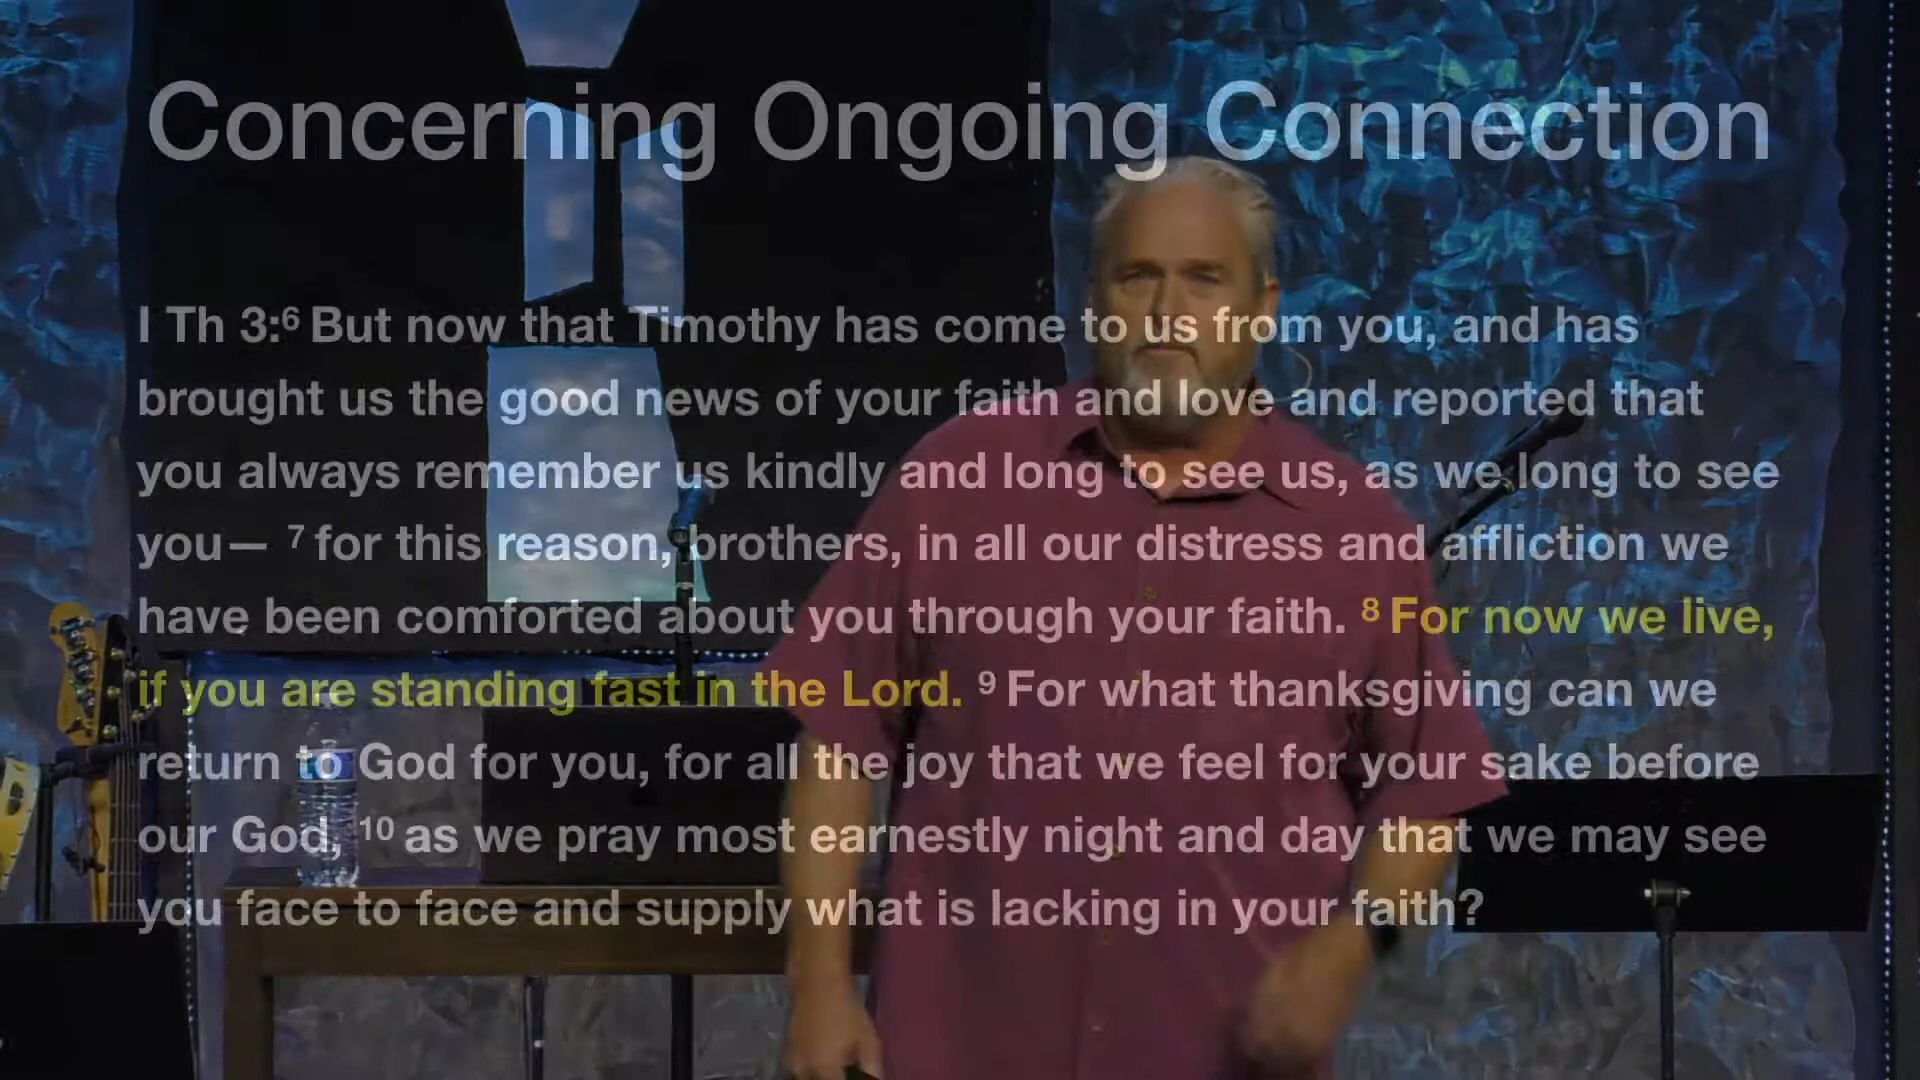 Concerning Ongoing Connection
I Th 3:⁶ But now that Timothy has come to us from you, and has
brought us the good news of your faith and love and reported that
you always remember us kindly and long to see us, as we long to see
you— ⁷ for this reason, brothers, in all our distress and affliction we
have been comforted about you through your faith. ⁸ For now we live,
if you are standing fast in the Lord. ⁹ For what thanksgiving can we
return to God for you, for all the joy that we feel for your sake before
our God, ¹⁰ as we pray most earnestly night and day that we may see
you face to face and supply what is lacking in your faith?